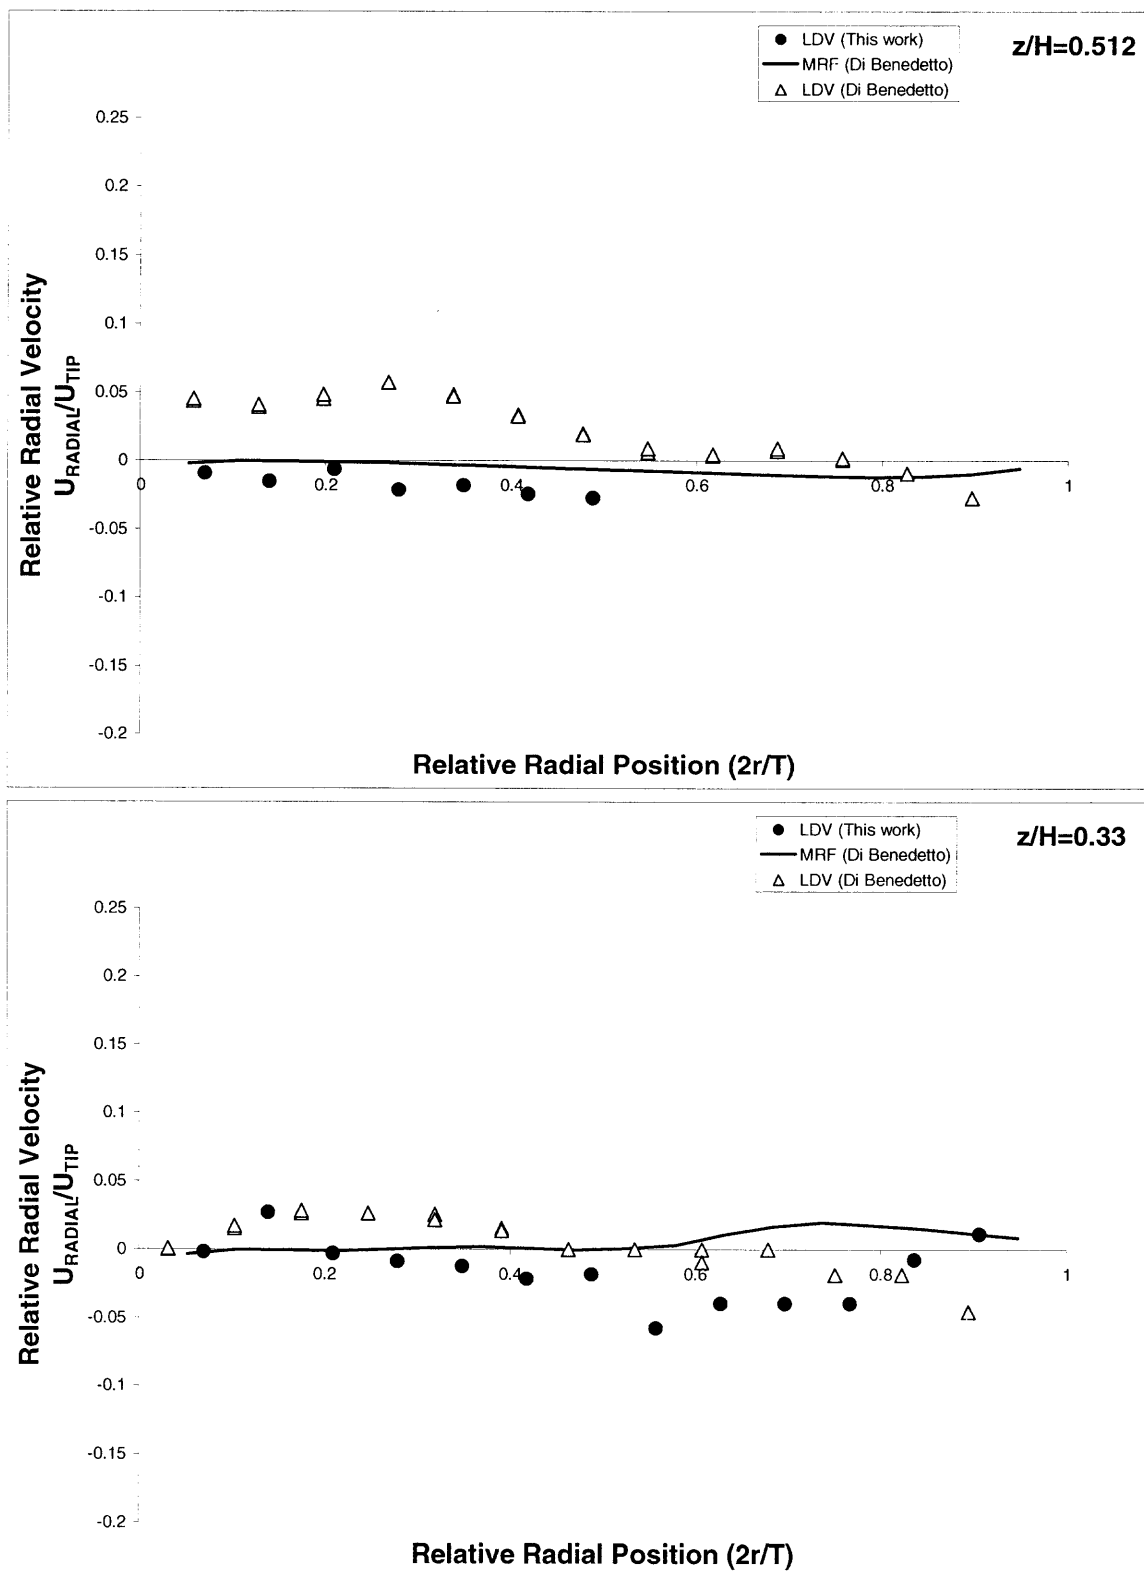 LDV (This work)
MRF (Di Benedetto)
LDV (Di Benedetto)
z/H=0.512
0.25
0.2
0.15
0.1
0.05
0
-0.05
-0.1
-0.15
-0.2
0 0.2 0.4 0.6 0.8 1
Relative Radial Velocity
URADIAL/UTIP
Relative Radial Position (2r/T)
LDV (This work)
MRF (Di Benedetto)
LDV (Di Benedetto)
z/H=0.33
0.25
0.2
0.15
0.1
0.05
0
-0.05
-0.1
-0.15
-0.2
0 0.2 0.4 0.6 0.8 1
Relative Radial Velocity
URADIAL/UTIP
Relative Radial Position (2r/T)